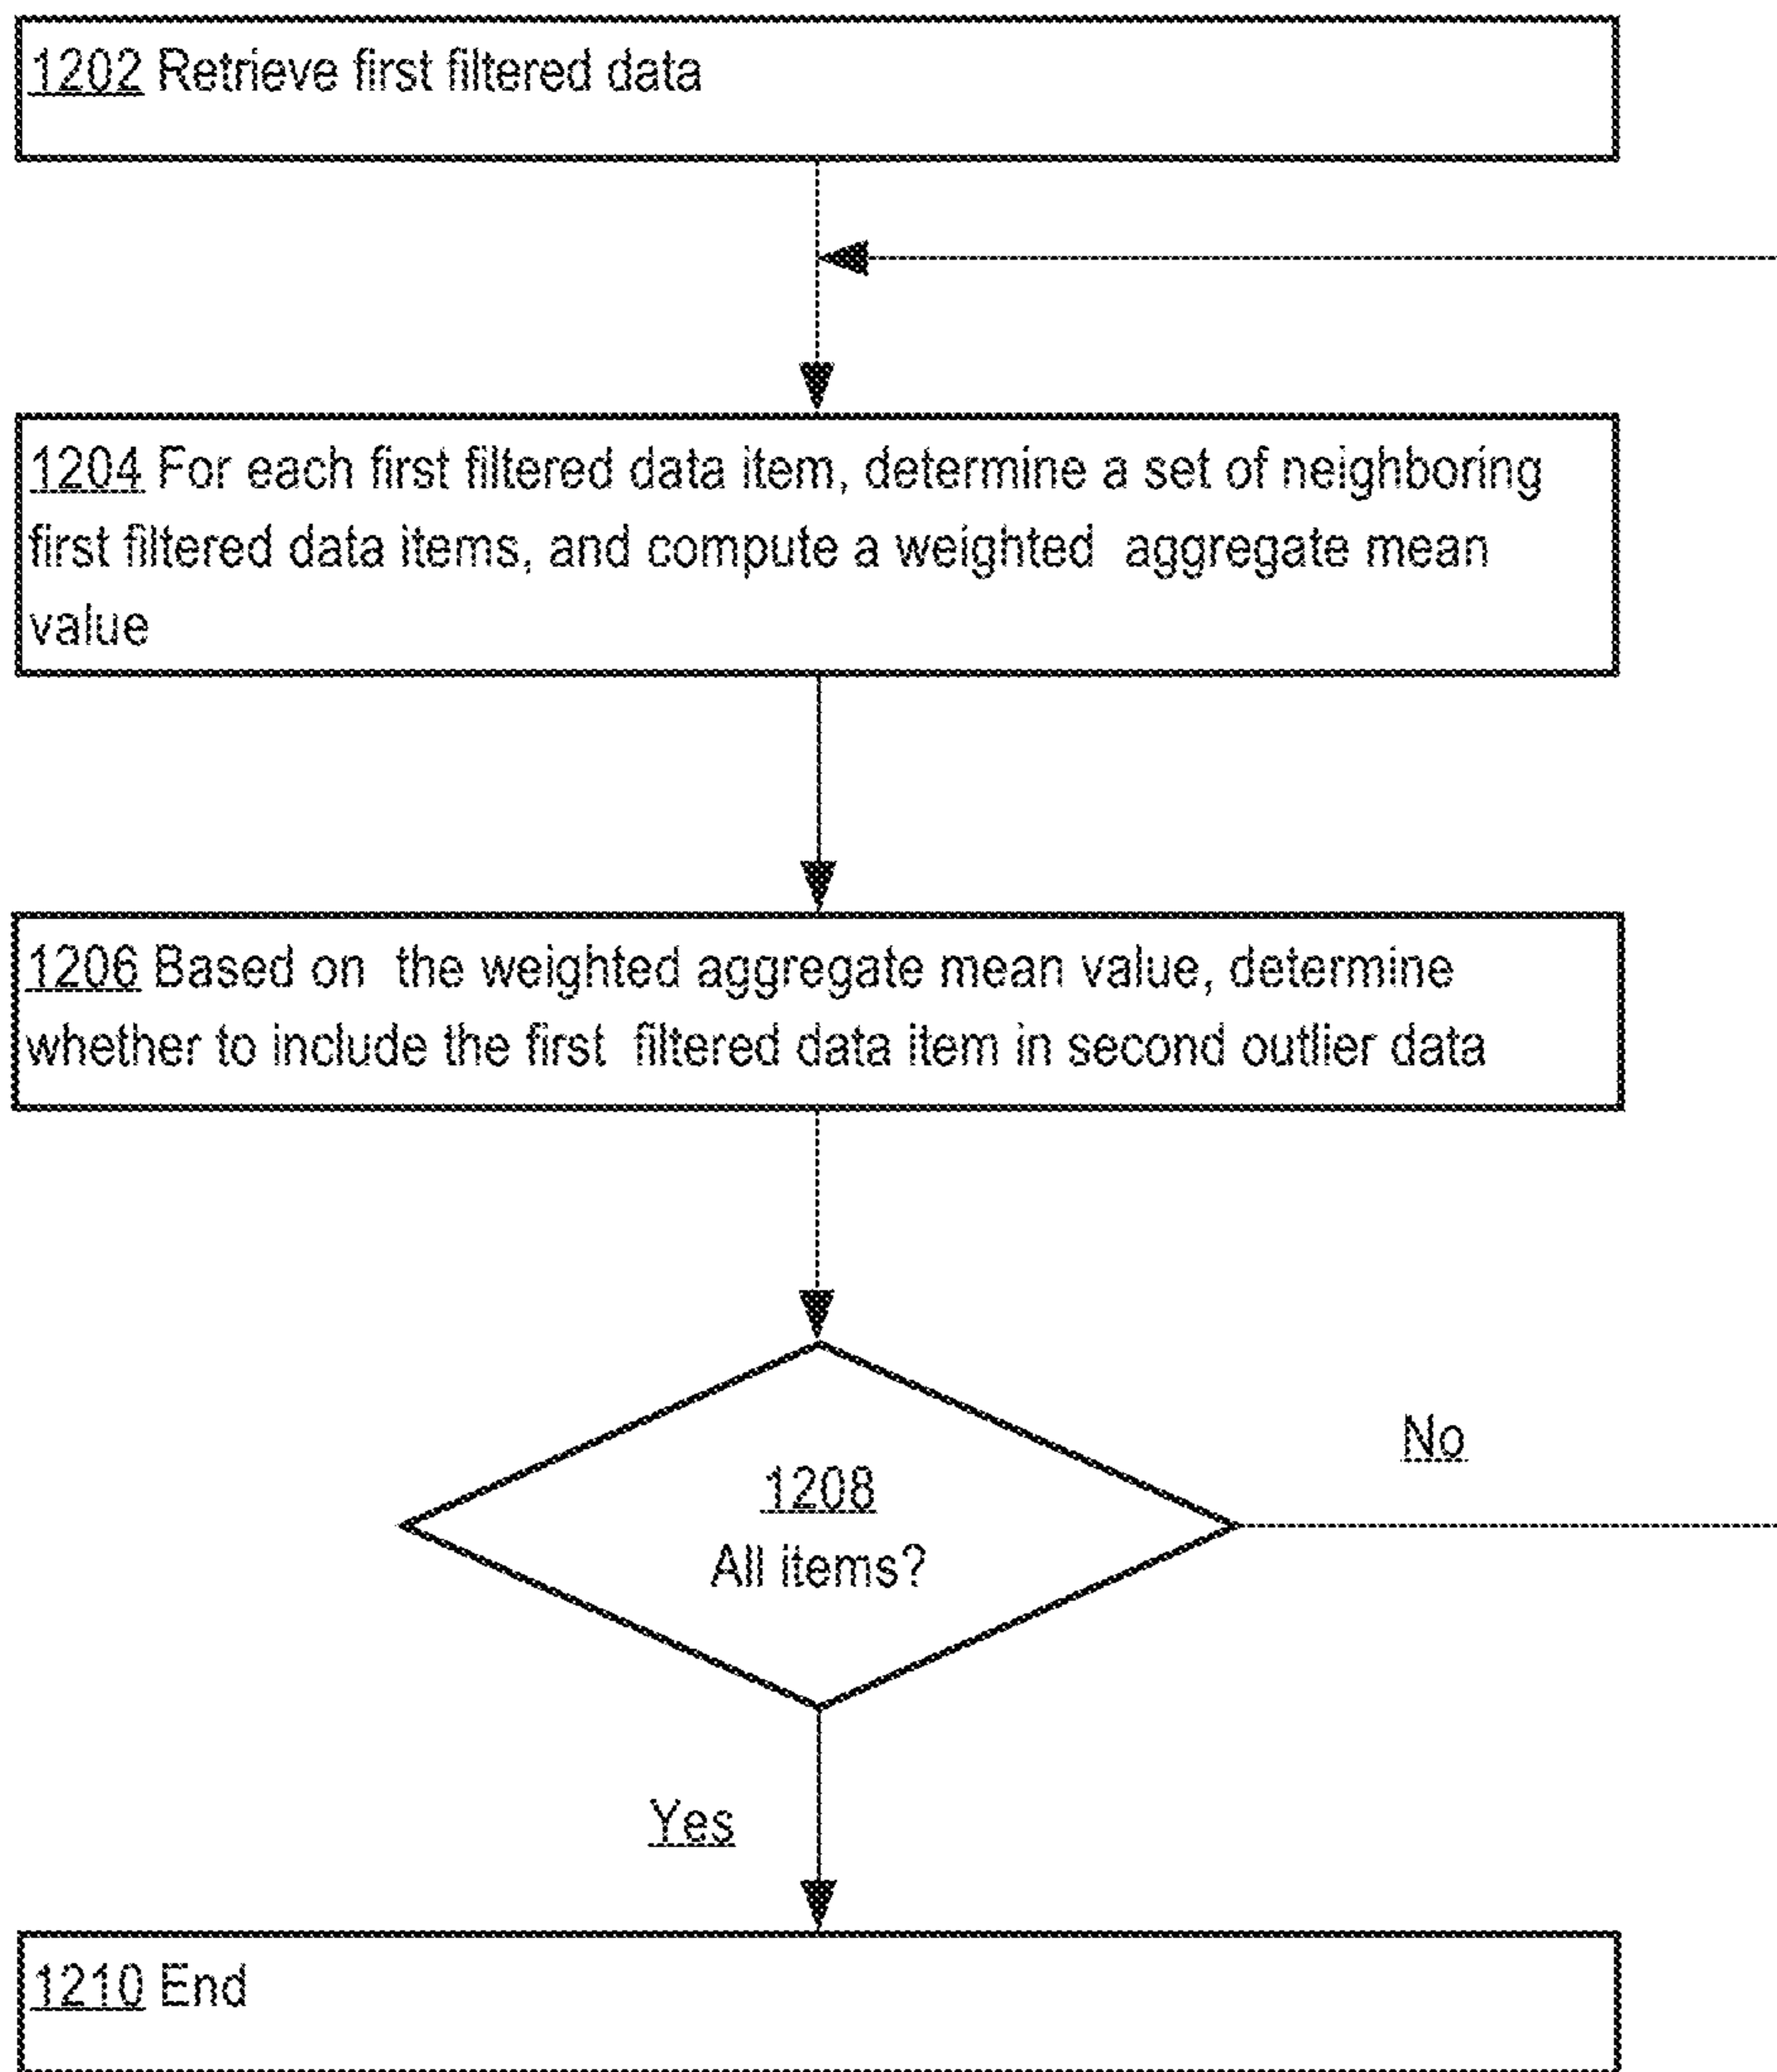 1202 Retrieve first filtered data
1204 For each first filtered data item, determine a set of neighboring
first filtered data items, and compute a weighted aggregate mean
value
1206 Based on the weighted aggregate mean value, determine
whether to include the first filtered data item in second outlier data
No
1208
All items?
Yes
1210 End